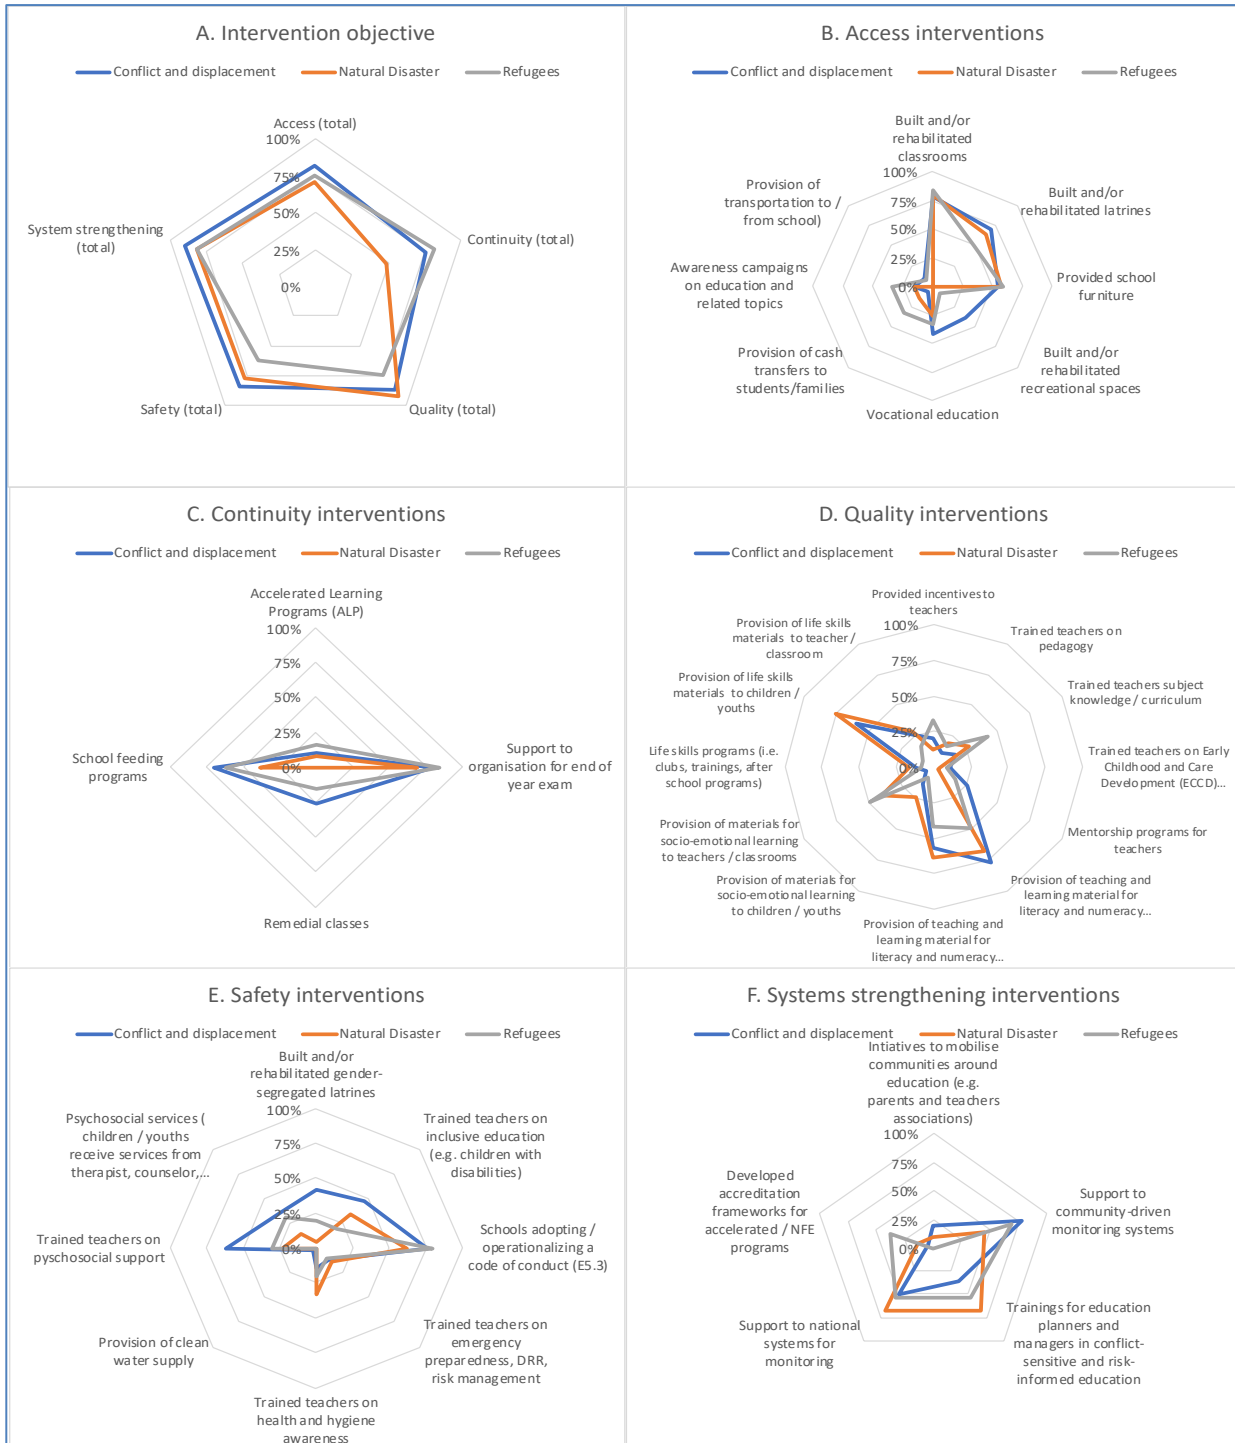 A. Intervention objective
Conflict and displacement
Natural Disaster
Refugees
Access (total)
100%
75%
50%
25%
0%
System strengthening
(total)
Continuity (total)
Safety (total)
Quality (total)
B. Access interventions
Conflict and displacement
Natural Disaster
Refugees
Built and/or
rehabilitated
classrooms
100%
75%
50%
25%
0%
Provision of
transportation to /
from school)
Built and/or
rehabilitated latrines
Awareness campaigns
on education and
related topics
Provided school
furniture
Provision of cash
transfers to
students/families
Built and/or
rehabilitated
recreational spaces
Vocational education
C. Continuity interventions
Conflict and displacement
Natural Disaster
Refugees
Accelerated Learning
Programs (ALP)
100%
75%
50%
25%
0%
School feeding
programs
Support to
organisation for end of
year exam
Remedial classes
D. Quality interventions
Conflict and displacement
Natural Disaster
Refugees
Provided incentives to
teachers
100%
75%
50%
25%
0%
Provision of life skills
materials to teacher /
classroom
Trained teachers on
pedagogy
Provision of life skills
materials to children /
youths
Trained teachers subject
knowledge / curriculum
Life skills programs (i.e.
clubs, trainings, after
school programs)
Trained teachers on Early
Childhood and Care
Development (ECCD)...
Provision of materials for
socio-emotional learning
to teachers / classrooms
Mentorship programs for
teachers
Provision of materials for
socio-emotional learning
to children / youths
Provision of teaching and
learning material for
literacy and numeracy...
Provision of teaching and
learning material for
literacy and numeracy...
E. Safety interventions
Conflict and displacement
Natural Disaster
Refugees
Built and/or
rehabilitated gender-
segregated latrines
100%
75%
50%
25%
0%
Psychosocial services (
children / youths
receive services from
therapist, counselor,...
Trained teachers on
inclusive education
(e.g. children with
disabilities)
Trained teachers on
pyschosocial support
Schools adopting /
operationalizing a
code of conduct (E5.3)
Provision of clean
water supply
Trained teachers on
emergency
preparedness, DRR,
risk management
Trained teachers on
health and hygiene
awareness
F. Systems strengthening interventions
Conflict and displacement
Natural Disaster
Refugees
Intiatives to mobilise
communities around
education (e.g.
parents and teachers
associations)
100%
75%
50%
25%
0%
Developed
accreditation
frameworks for
accelerated / NFE
programs
Support to
community-driven
monitoring systems
Support to national
systems for
monitoring
Trainings for education
planners and
managers in conflict-
sensitive and risk-
informed education